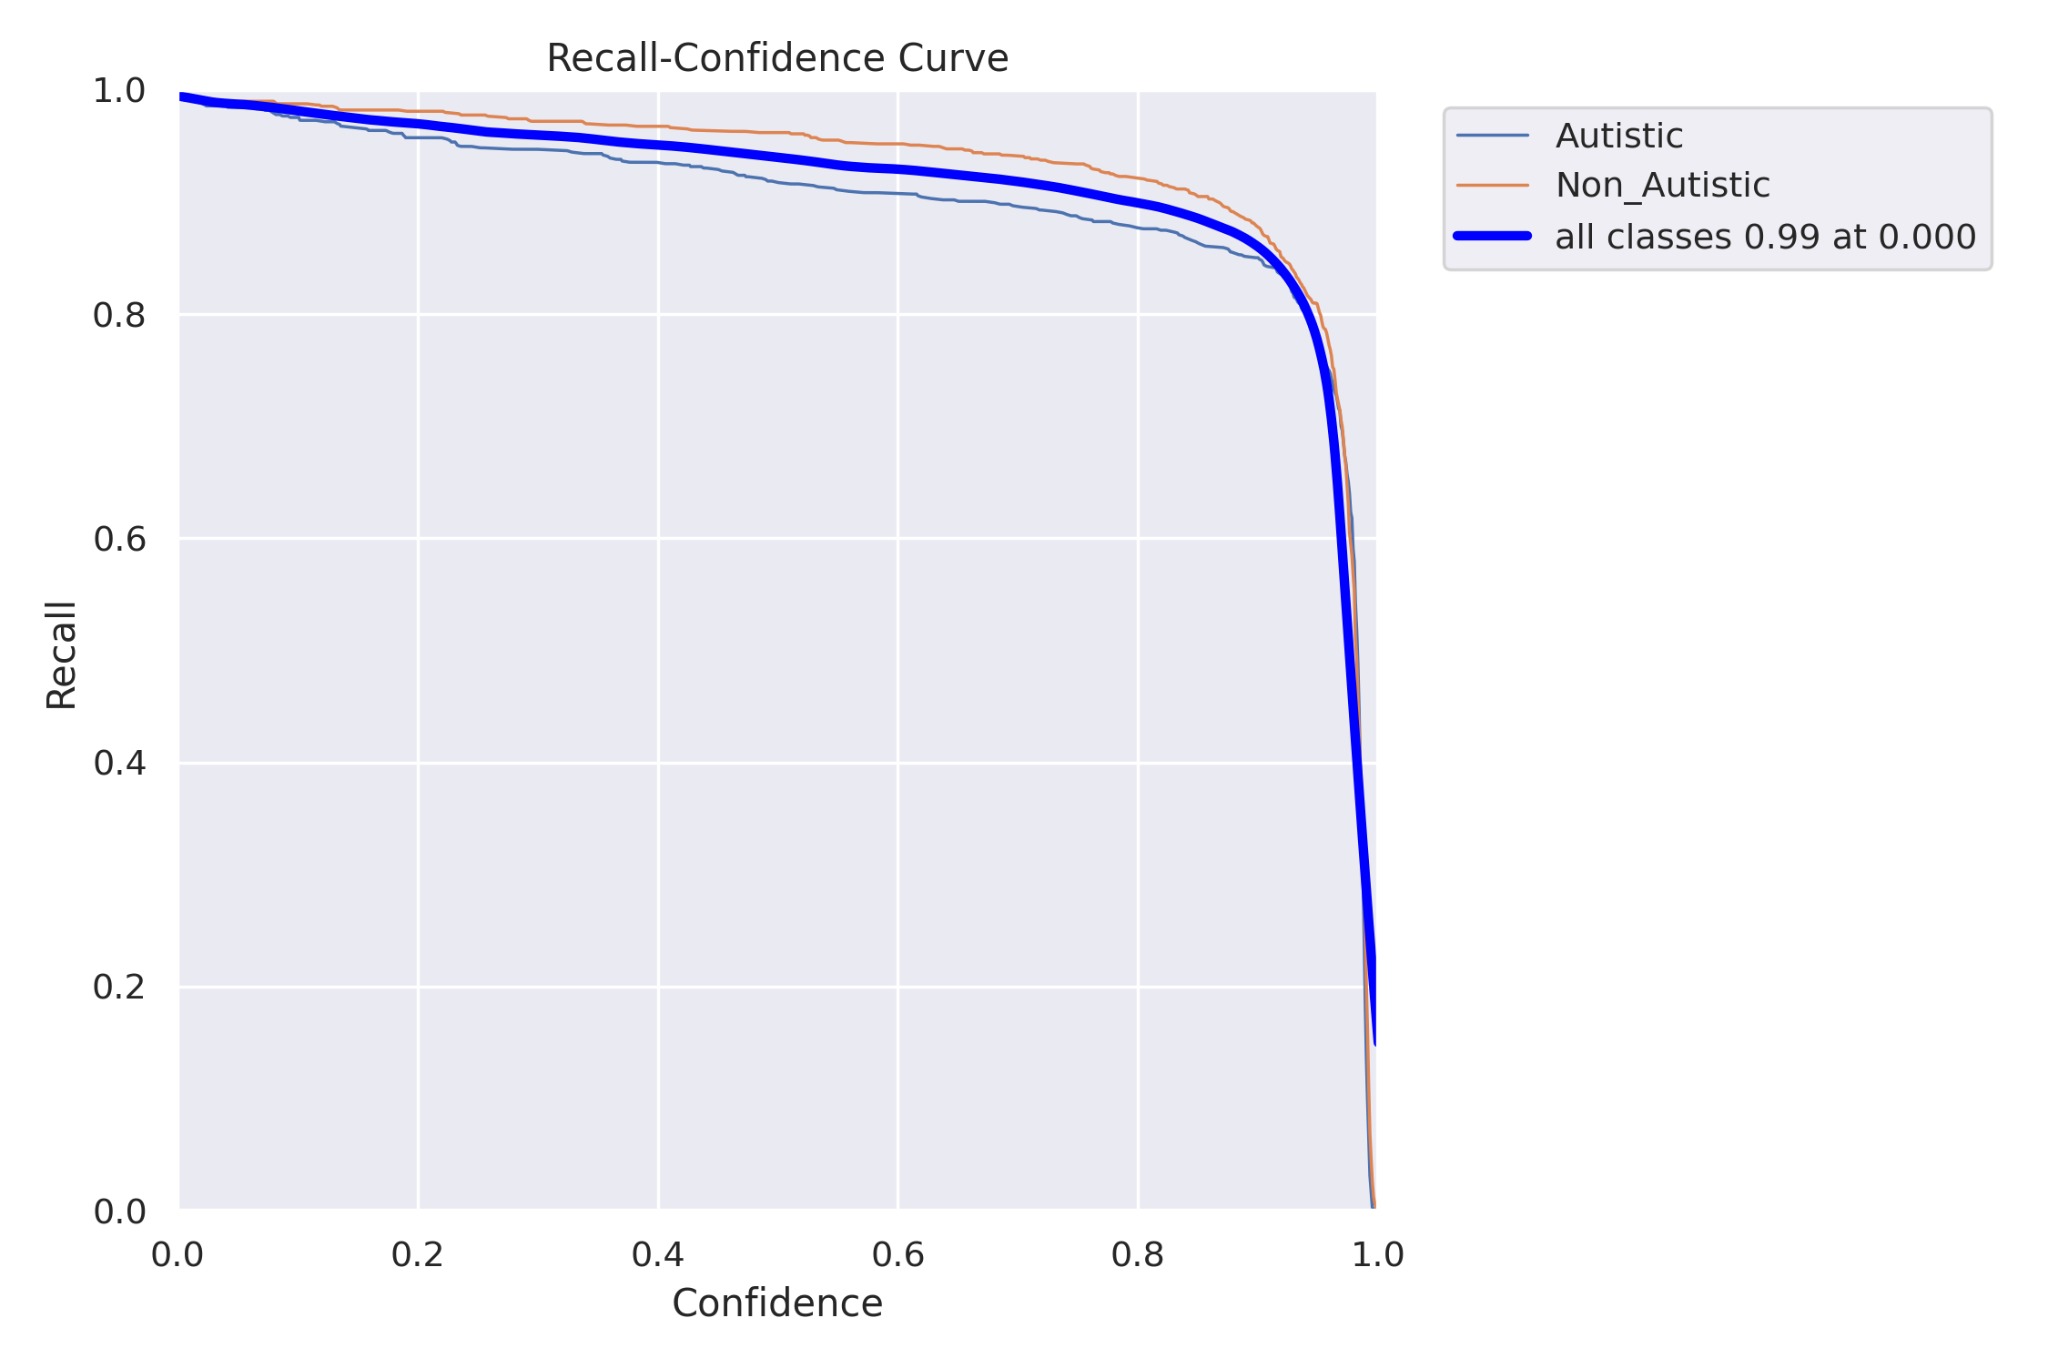 Recall-Confidence Curve
1.0
0.8
0.6
0.4
0.2
0.0
Recall
0.0 0.2 0.4 0.6 0.8 1.0
Confidence
Autistic
Non_Autistic
all classes 0.99 at 0.000